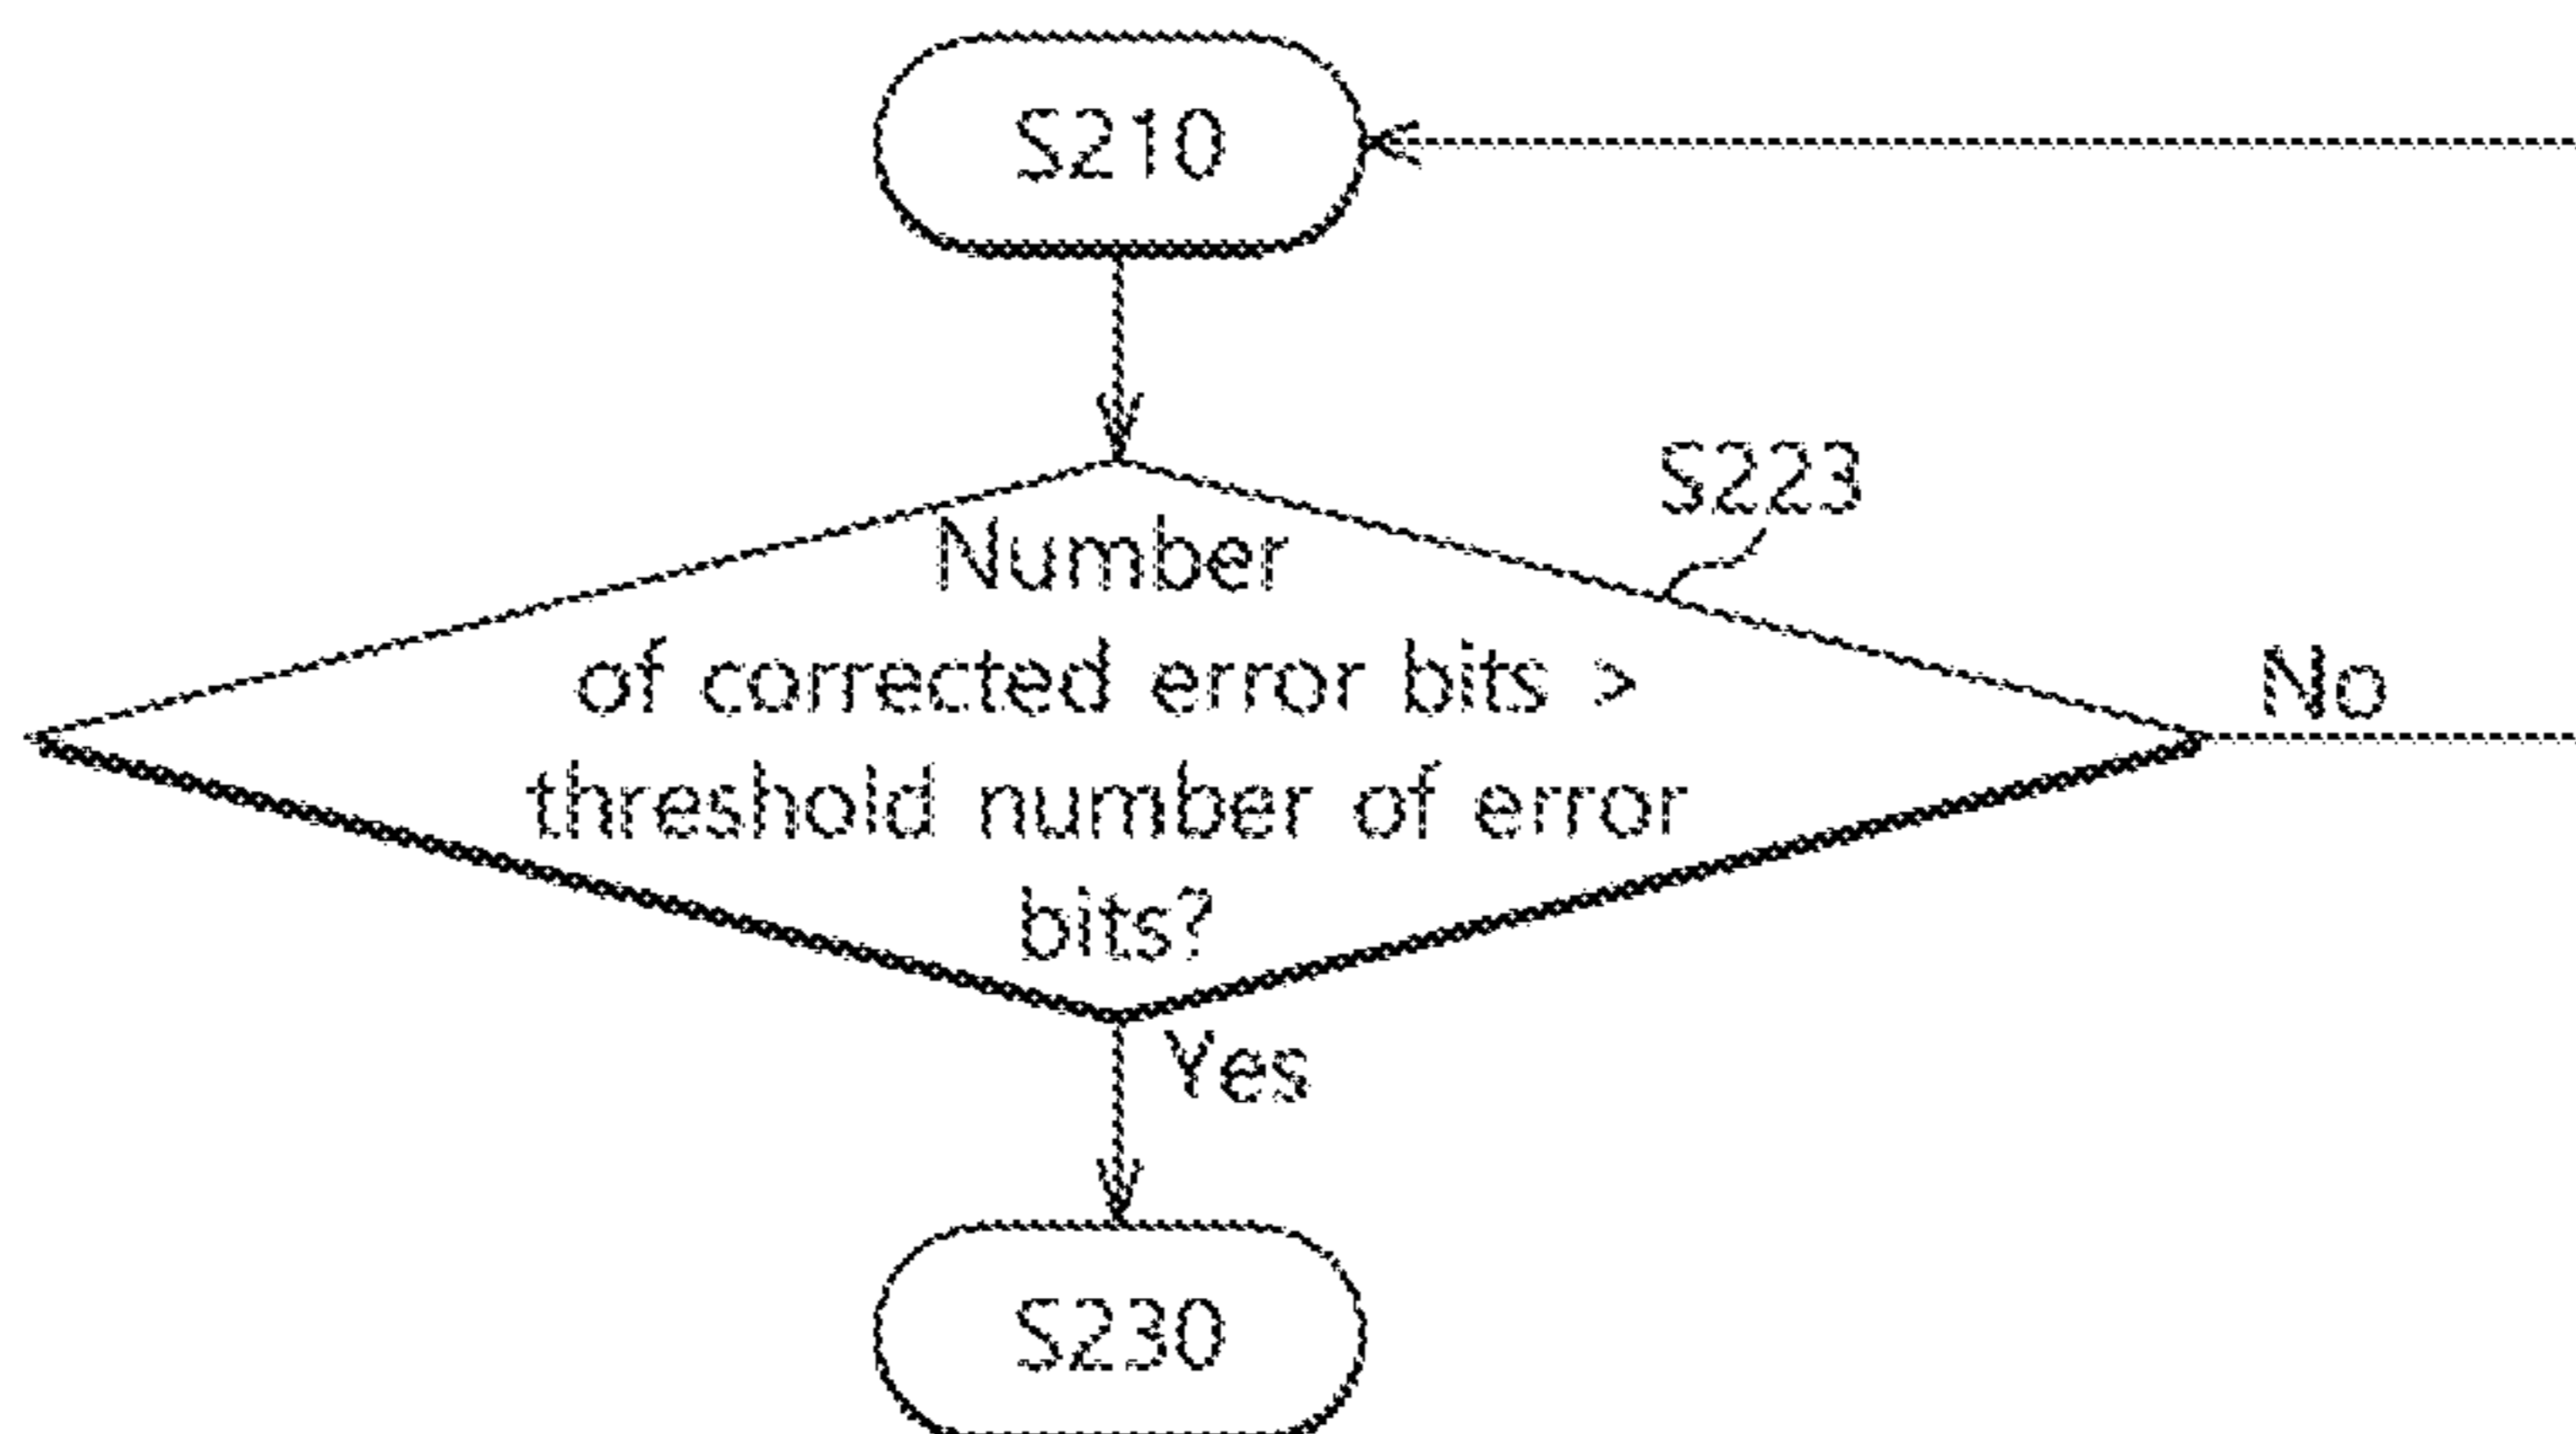 S210
S223
Number
of corrected error bits >
threshold number of error
bits?
No
Yes
S230